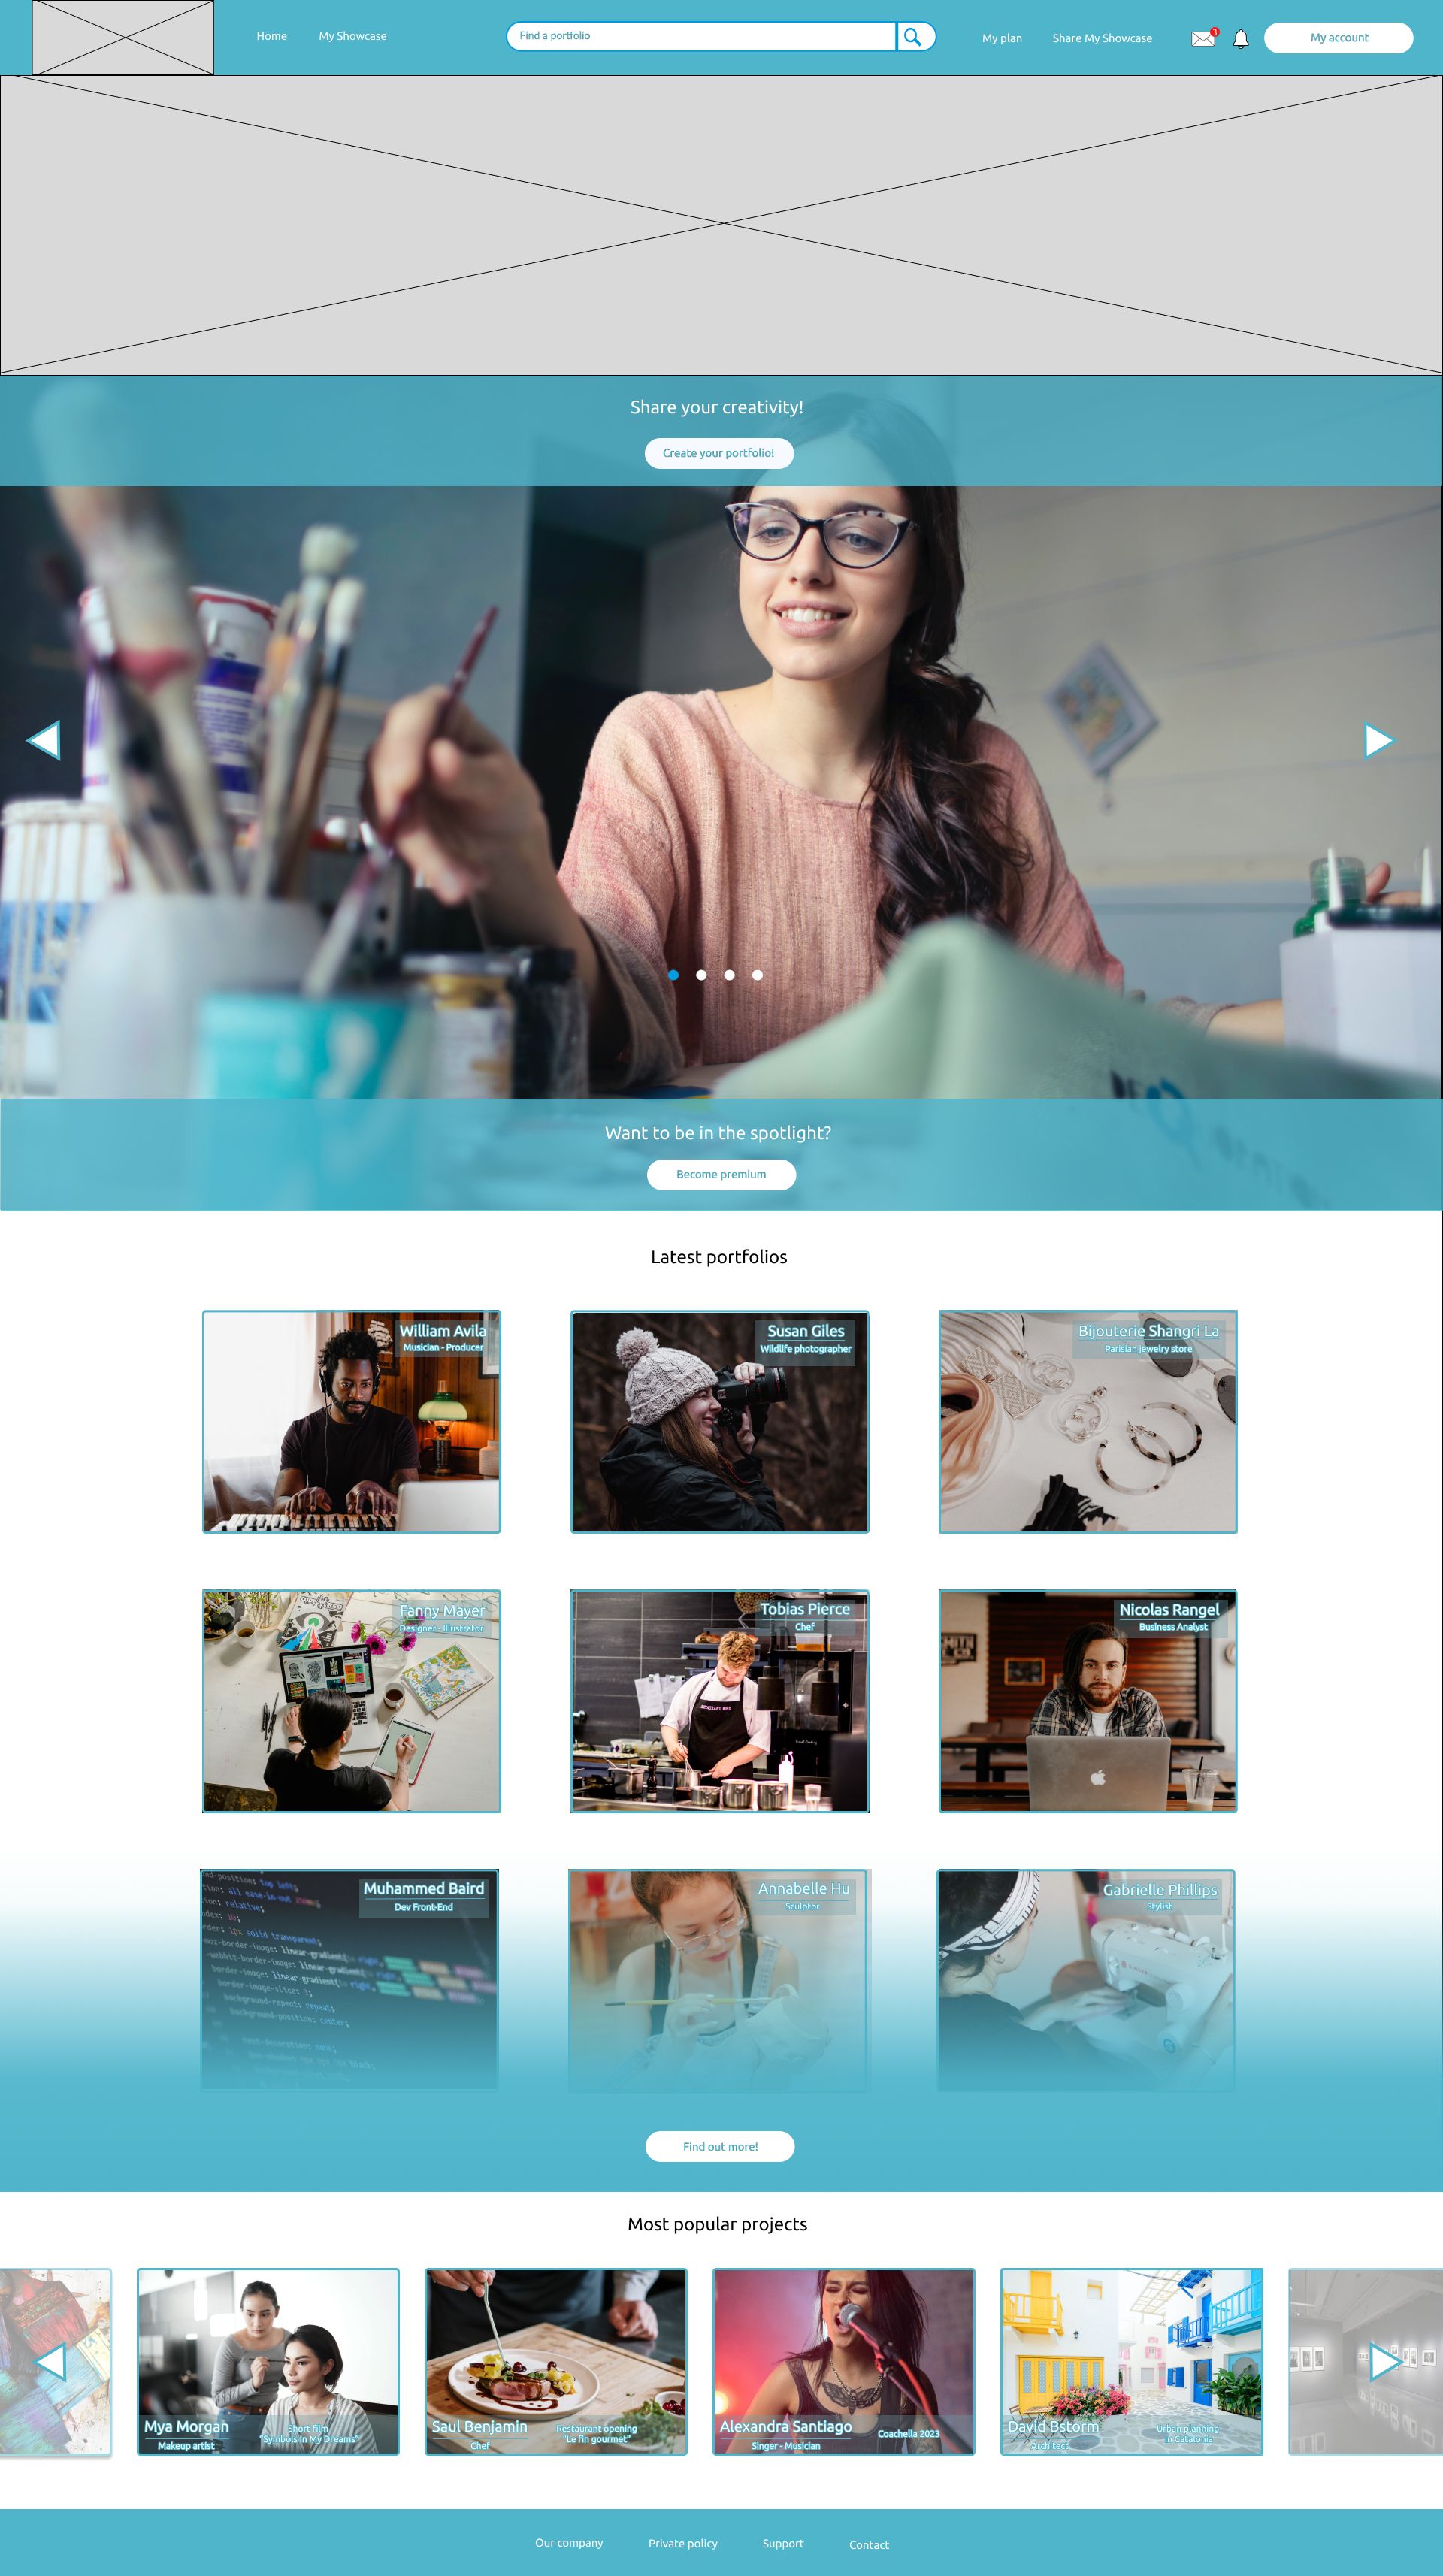 Home
My Showcase
Find a portfolio
My plan
Share My Showcase
3
My account
Share your creativity!
Create your portfolio!
Want to be in the spotlight?
Become premium
Latest portfolios
William Avila
Musician - Producer
Susan Giles
Wildlife photographer
Bijouterie Shangri La
Parisian jewelry store
Fanny Mayer
Designer - Illustrator
Tobias Pierce
Chef
Nicolas Rangel
Business Analyst
Muhammed Baird
Dev Front-End
Annabelle Hu
Sculptor
Gabrielle Phillips
Stylist
Find out more!
Most popular projects
Mya Morgan
Makeup artist
Short film
"Symbols In My Dreams"
Saul Benjamin
Chef
Restaurant opening
"Le fin gourmet"
Alexandra Santiago
Singer - Musician
Coachella 2023
David Bstorm
Architect
Urban planning
in Catalonia
Our company
Private policy
Support
Contact